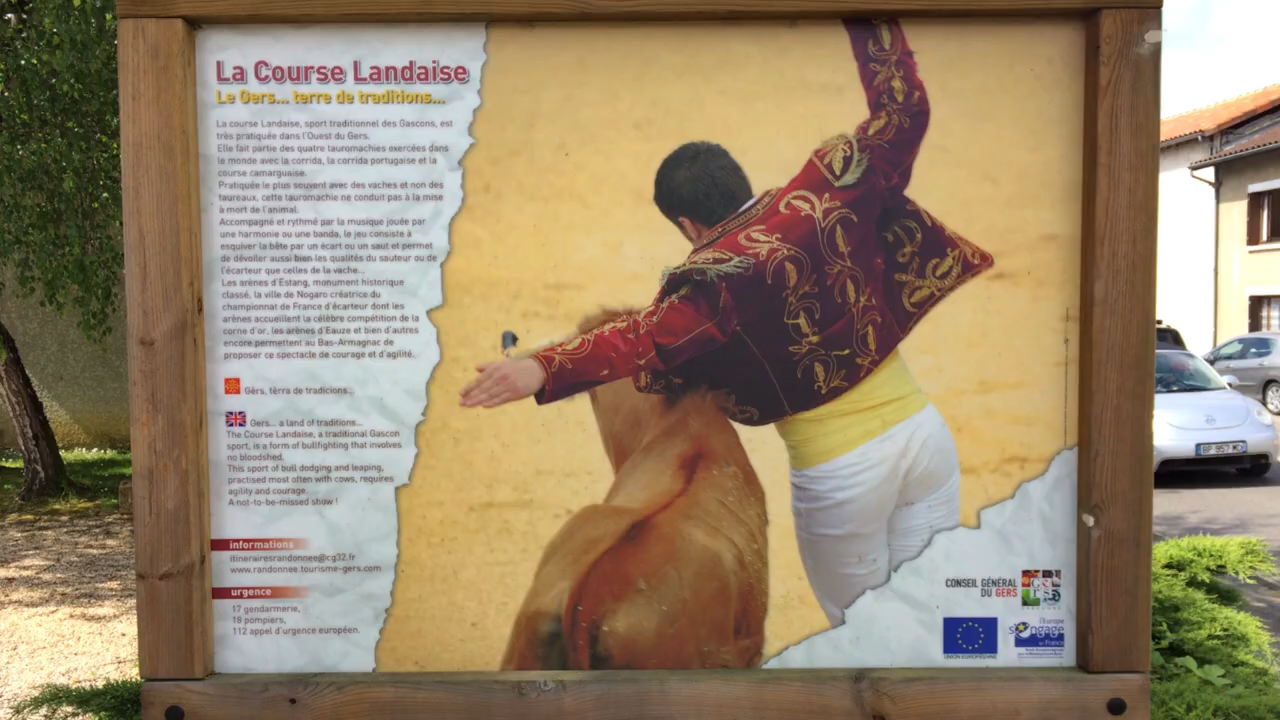 La Course Landaise
Le Gers... terre de traditions...
La course Landaise, sport traditionnel des Gascons, est
très pratiquée dans l'Ouest du Gers.
Elle fait partie des quatre tauromachies exercées dans
le monde avec la corrida, la corrida portugaise et la
course camarguaise.
Pratiquée le plus souvent avec des vaches et non des
taureaux, cette tauromachie ne conduit pas à la mise
à mort de l'animal.
Accompagné et rythmé par la musique jouée par
une harmonie ou une banda, le jeu consiste à
esquiver la bête par un écart ou un saut et permet
de dévoiler aussi bien les qualités du sauteur ou de
l'écarteur que celles de la vache...
Les arènes d'Estang, monument historique
classé, la ville de Nogaro créatrice du
championnat de France d'écarteur dont les
arènes accueillent la célèbre compétition de la
corne d'or, les arènes d'Eauze et bien d'autres
encore permettent au Bas-Armagnac de
proposer ce spectacle de courage et d'agilité.
Gèrs, tèrra de tradicions...
Gers... a land of traditions...
The Course Landaise, a traditional Gascon
sport, is a form of bullfighting that involves
no bloodshed.
This sport of bull dodging and leaping,
practised most often with cows, requires
agility and courage.
A not-to-be-missed show !
informations
itinerairesrandonnee@cg32.fr
www.randonnee.tourisme-gers.com
urgence
17 gendarmerie,
18 pompiers,
112 appel d'urgence européen.
CONSEIL GÉNÉRAL
DU GERS
UNION EUROPÉENNE
l'Europe
s'engage
en France
BP 957 MC